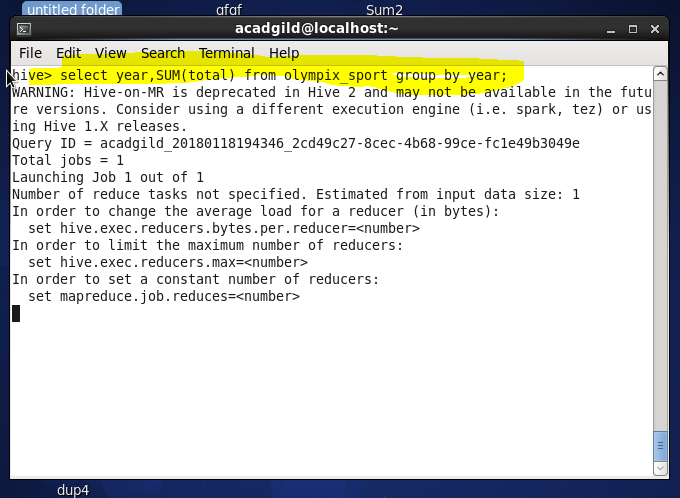 untitled folder gfgf Sum2
acadgild@localhost:~
File Edit View Search Terminal Help
hive> select year,SUM(total) from olympix_sport group by year;
WARNING: Hive-on-MR is deprecated in Hive 2 and may not be available in the futu
re versions. Consider using a different execution engine (i.e. spark, tez) or us
ing Hive 1.X releases.
Query ID = acadgild_20180118194346_2cd49c27-8cec-4b68-99ce-fc1e49b3049e
Total jobs = 1
Launching Job 1 out of 1
Number of reduce tasks not specified. Estimated from input data size: 1
In order to change the average load for a reducer (in bytes):
  set hive.exec.reducers.bytes.per.reducer=<number>
In order to limit the maximum number of reducers:
  set hive.exec.reducers.max=<number>
In order to set a constant number of reducers:
  set mapreduce.job.reduces=<number>
dup4